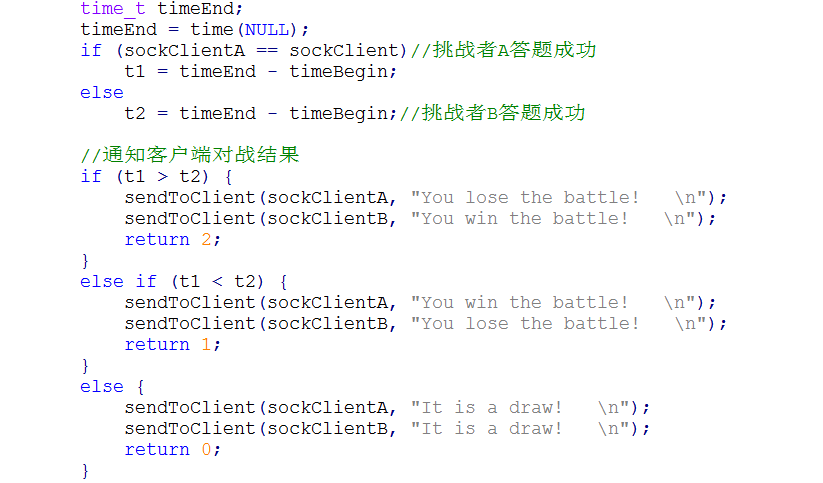 time_t timeEnd;
timeEnd = time(NULL);
if (sockClientA == sockClient)//挑战者A答题成功
    t1 = timeEnd - timeBegin;
else
    t2 = timeEnd - timeBegin;//挑战者B答题成功

//通知客户端对战结果
if (t1 > t2) {
    sendToClient(sockClientA, "You lose the battle!   \n");
    sendToClient(sockClientB, "You win the battle!   \n");
    return 2;
}
else if (t1 < t2) {
    sendToClient(sockClientA, "You win the battle!   \n");
    sendToClient(sockClientB, "You lose the battle!   \n");
    return 1;
}
else {
    sendToClient(sockClientA, "It is a draw!   \n");
    sendToClient(sockClientB, "It is a draw!   \n");
    return 0;
}